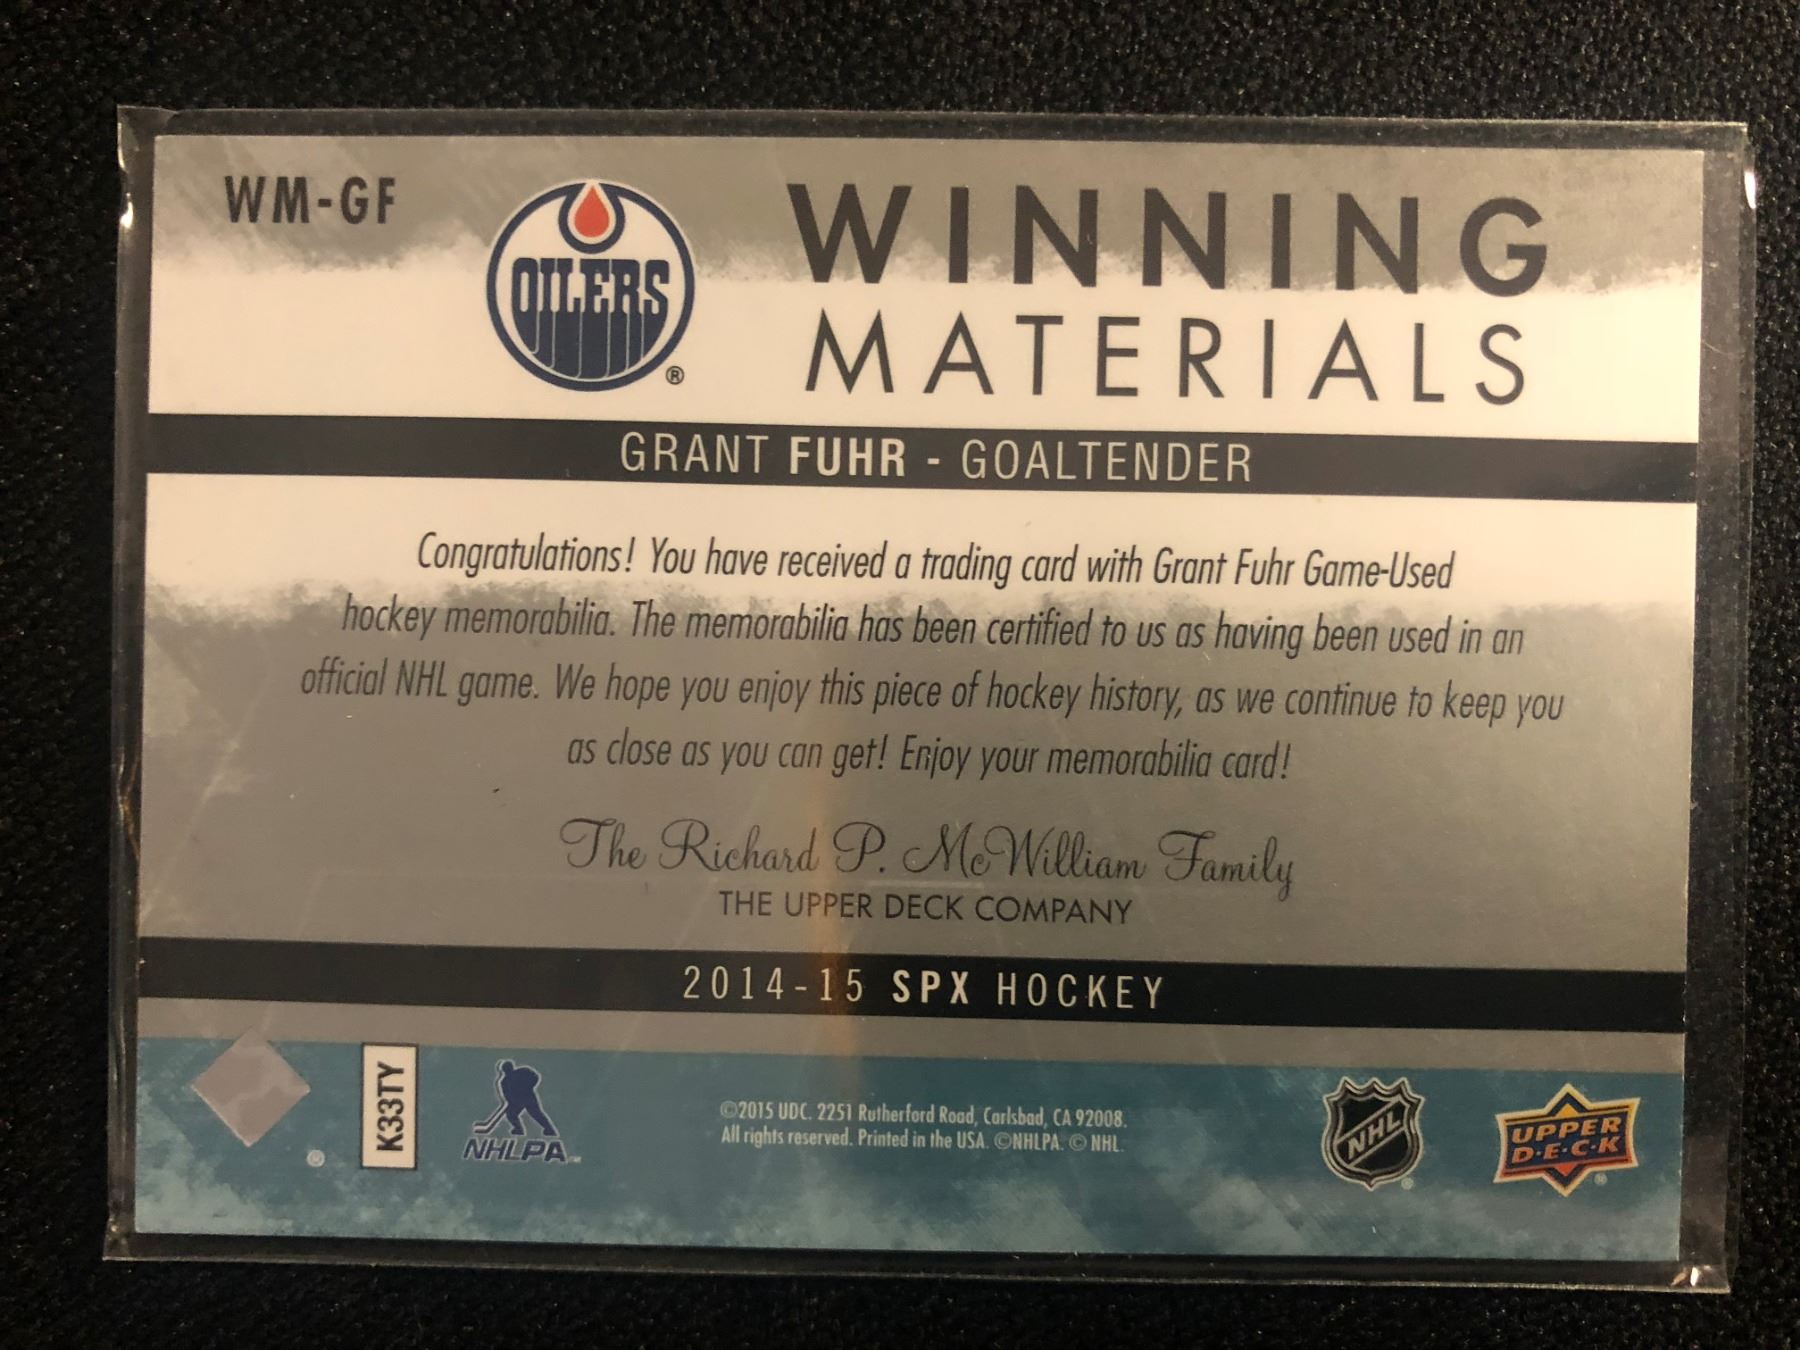 WM-GF
OILERS
®
WINNING
MATERIALS
GRANT FUHR - GOALTENDER
Congratulations! You have received a trading card with Grant Fuhr Game-Used
hockey memorabilia. The memorabilia has been certified to us as having been used in an
official NHL game. We hope you enjoy this piece of hockey history, as we continue to keep you
as close as you can get! Enjoy your memorabilia card!
The Richard P. McWilliam Family
THE UPPER DECK COMPANY
2014-15 SPX HOCKEY
®
K33TY
NHLPA™
©2015 UDC. 2251 Rutherford Road, Carlsbad, CA 92008.
All rights reserved. Printed in the USA. ©NHLPA. © NHL.
NHL
®
UPPER
D·E·C·K
®